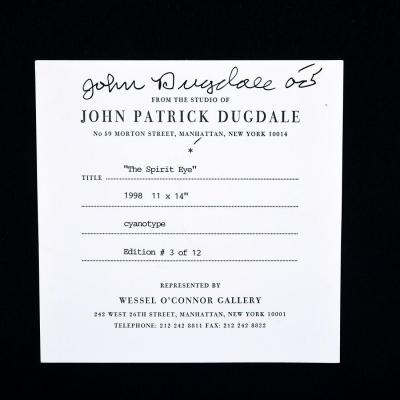 John Dugdale 05
FROM THE STUDIO OF
JOHN PATRICK DUGDALE
No 59 MORTON STREET, MANHATTAN, NEW YORK 10014
*
"The Spirit Eye"
TITLE
1998 11 x 14"
cyanotype
Edition # 3 of 12
REPRESENTED BY
WESSEL O'CONNOR GALLERY
242 WEST 26TH STREET, MANHATTAN, NEW YORK 10001
TELEPHONE: 212 242 8811 FAX: 212 242 8822